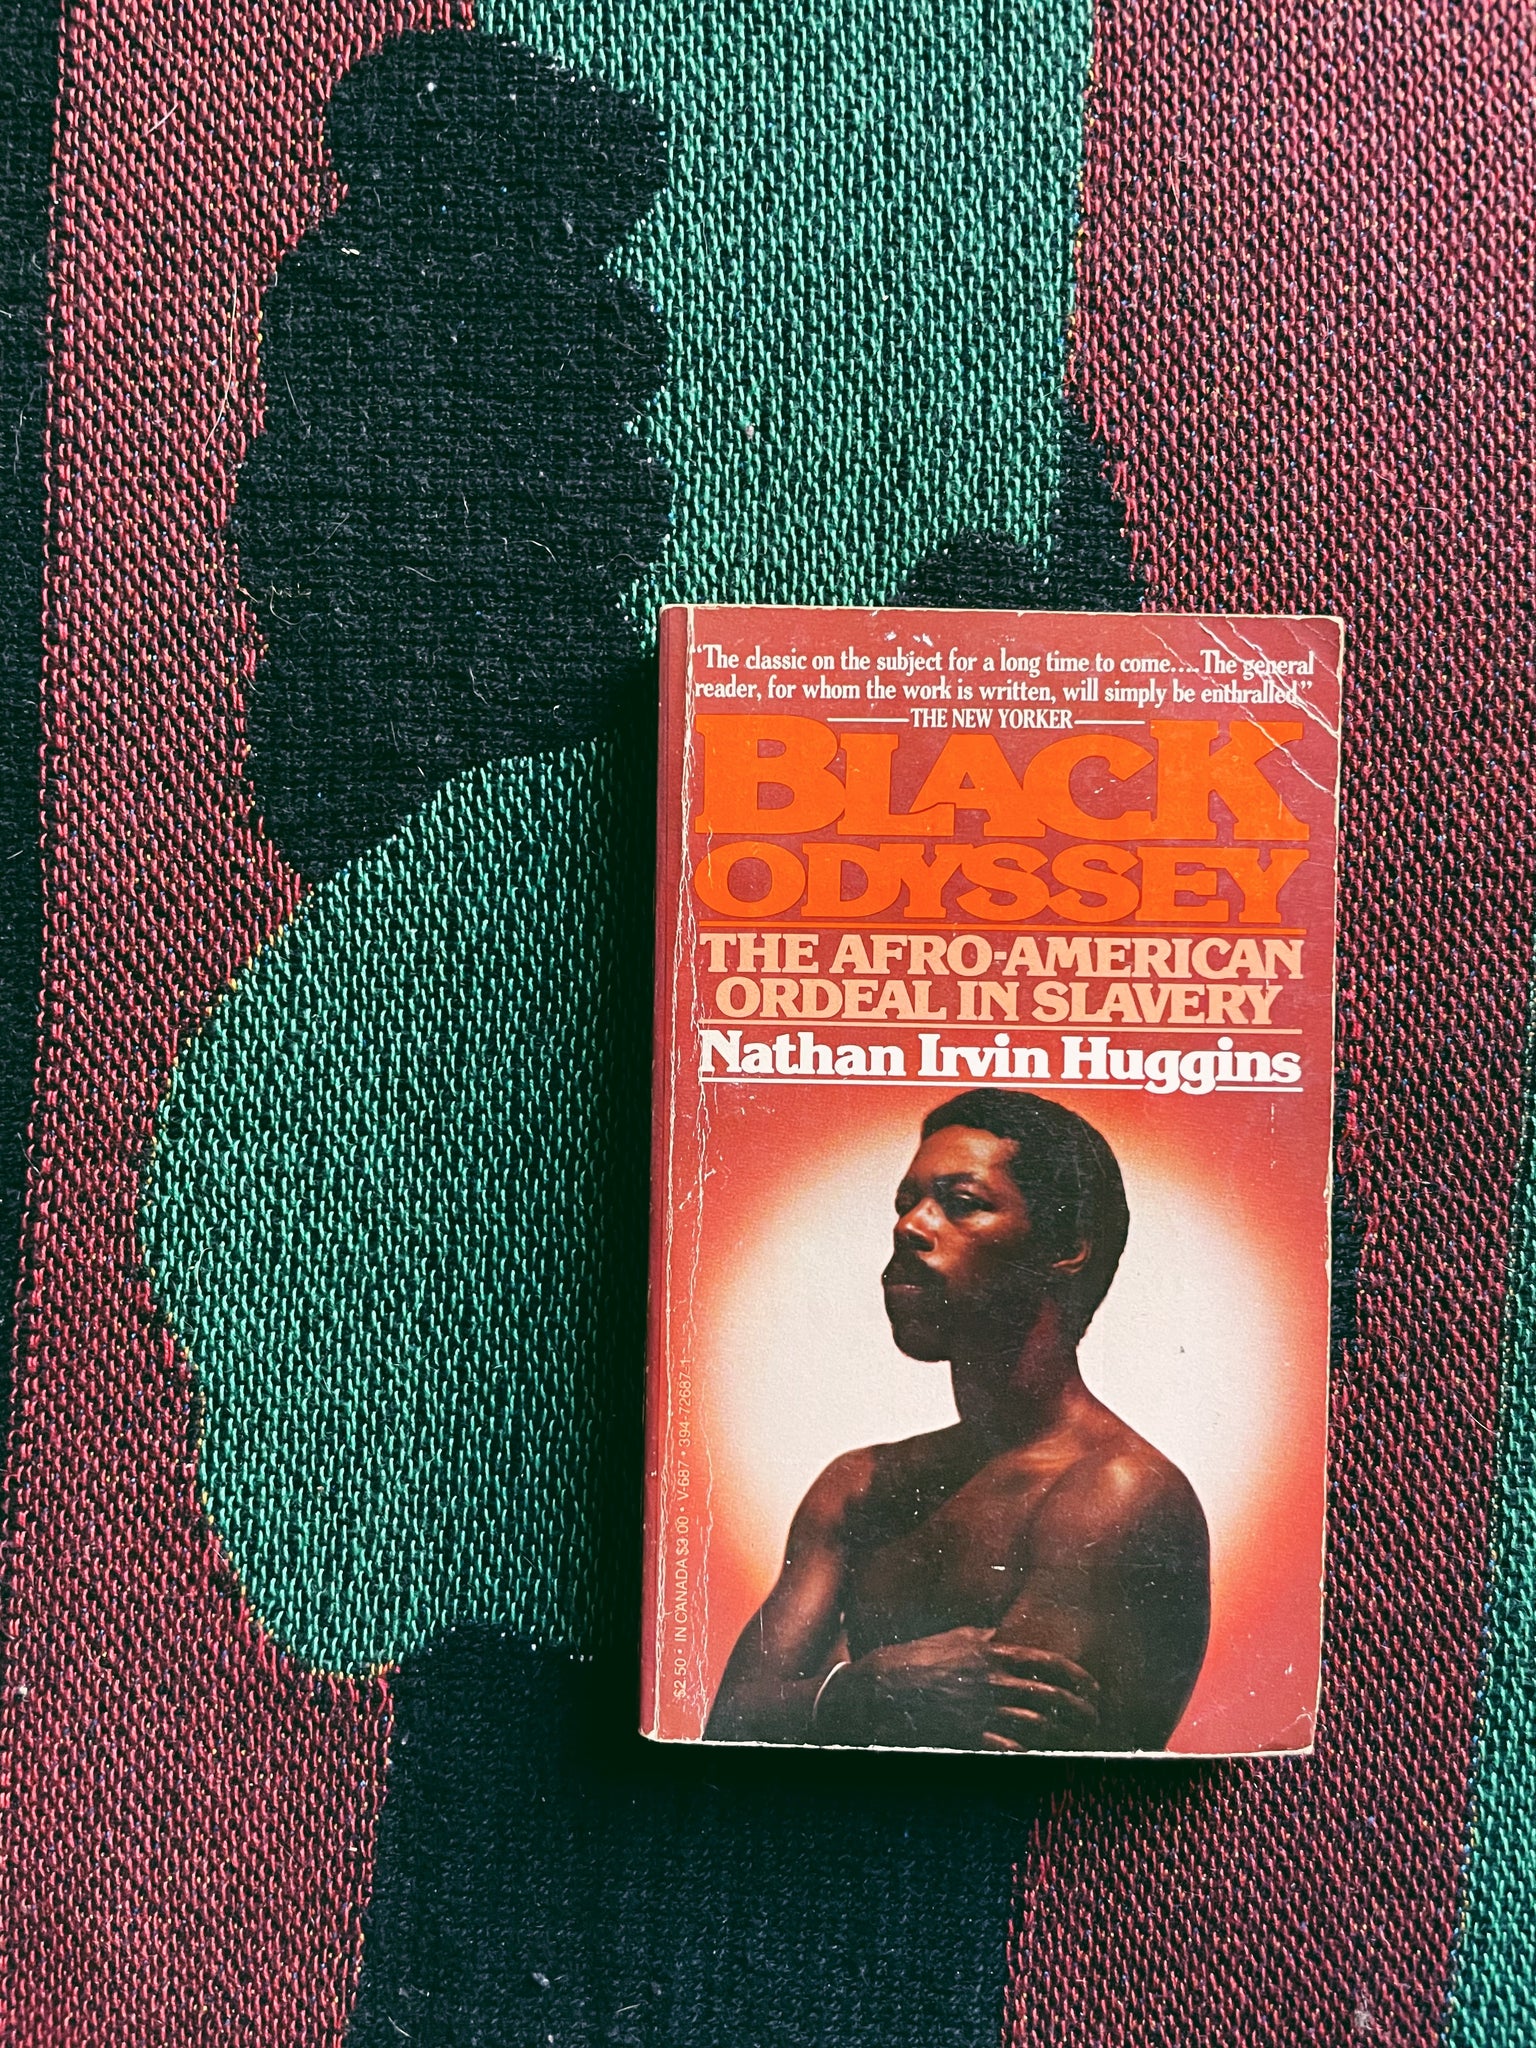 “The classic on the subject for a long time to come....The general
reader, for whom the work is written, will simply be enthralled.”
THE NEW YORKER
BLACK
ODYSSEY
THE AFRO-AMERICAN
ORDEAL IN SLAVERY
Nathan Irvin Huggins
$2.50 • IN CANADA $3.00 • V-687 • 394-72687-1